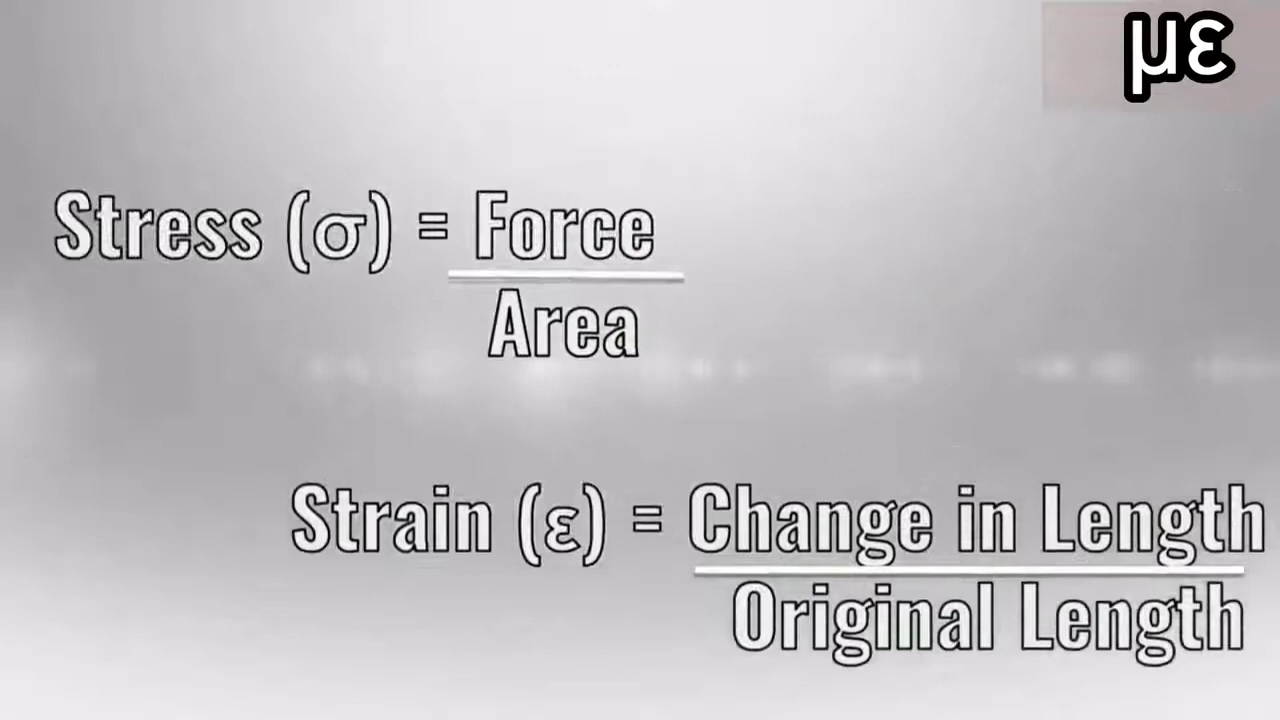 με
Stress (σ) = Force
Area
Strain (ε) = Change in Length
Original Length